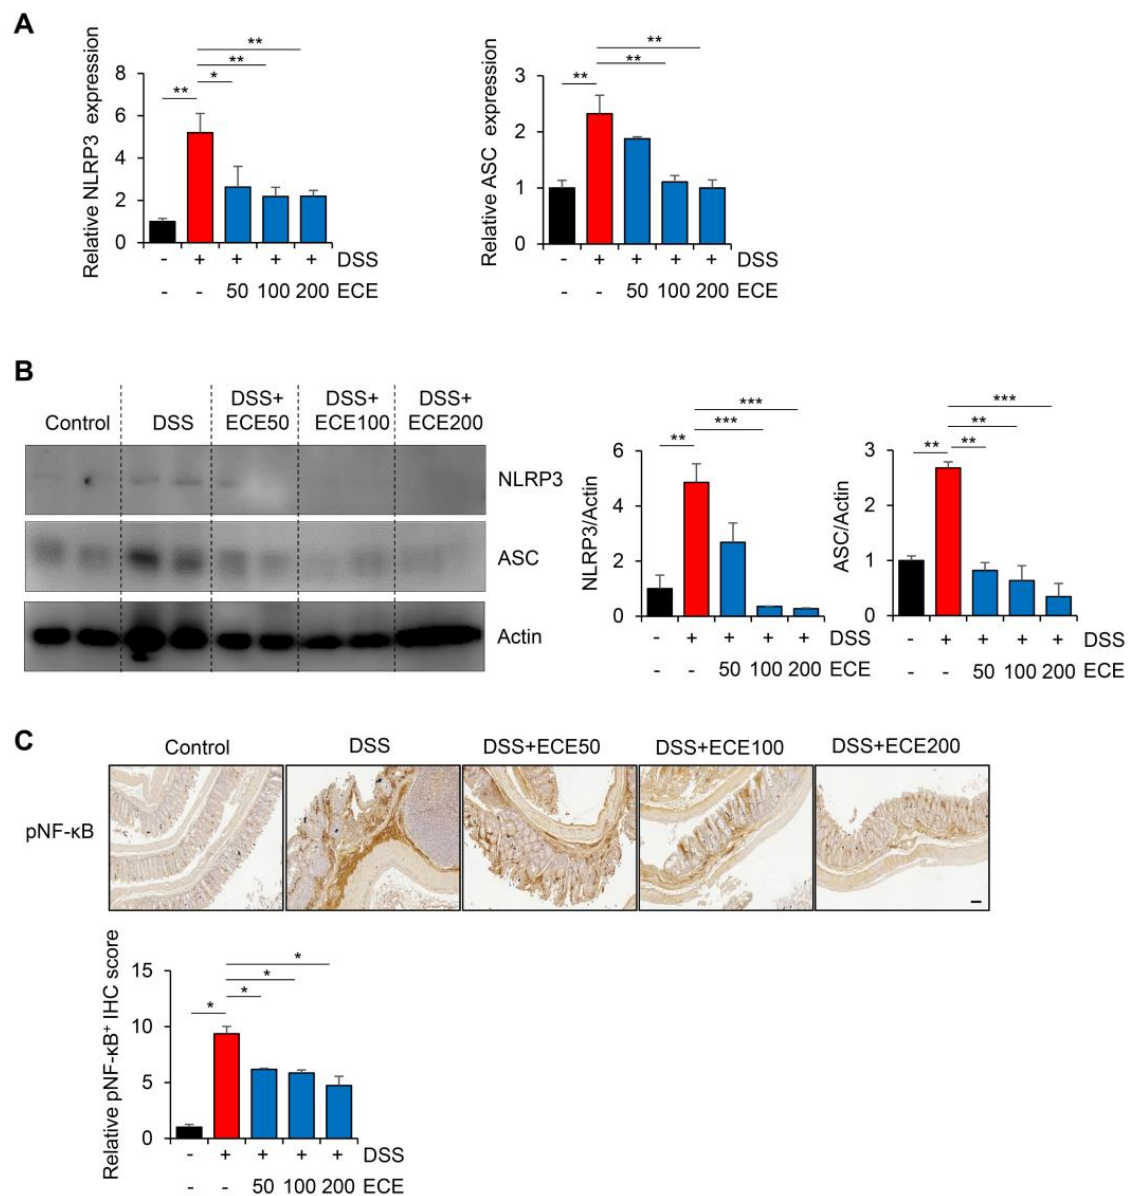 A
Relative NLRP3 expression
8
6
4
2
0
**
*
**
**
- + + + + DSS
- - 50 100 200 ECE
Relative ASC expression
3
2
1
0
**
**
**
- + + + + DSS
- - 50 100 200 ECE
B
Control DSS DSS+ ECE50 DSS+ ECE100 DSS+ ECE200
NLRP3
ASC
Actin
NLRP3/Actin
6
4
2
0
**
***
***
- + + + + DSS
- - 50 100 200 ECE
ASC/Actin
3
2
1
0
**
**
**
***
- + + + + DSS
- - 50 100 200 ECE
C
Control DSS DSS+ECE50 DSS+ECE100 DSS+ECE200
pNF-κB
Relative pNF-κB⁺ IHC score
15
10
5
0
*
*
*
*
- + + + + DSS
- - 50 100 200 ECE